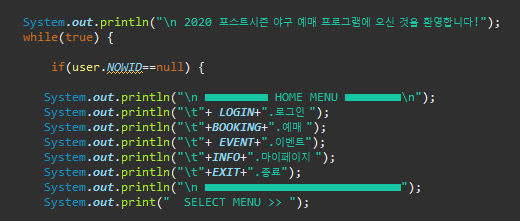 System.out.println("\n 2020 포스트시즌 야구 예매 프로그램에 오신 것을 환영합니다!");
while(true) {
if(user.NOWID==null) {
System.out.println("\n ▬▬▬▬▬▬▬ HOME MENU ▬▬▬▬▬▬▬\n");
System.out.println("\t"+ LOGIN+".로그인 ");
System.out.println("\t"+BOOKING+".예매 ");
System.out.println("\t"+ EVENT+".이벤트");
System.out.println("\t"+INFO+".마이페이지 ");
System.out.println("\t"+EXIT+".종료");
System.out.println("\n ▬▬▬▬▬▬▬▬▬▬▬▬▬▬▬▬▬▬▬▬▬");
System.out.print("  SELECT MENU >> ");